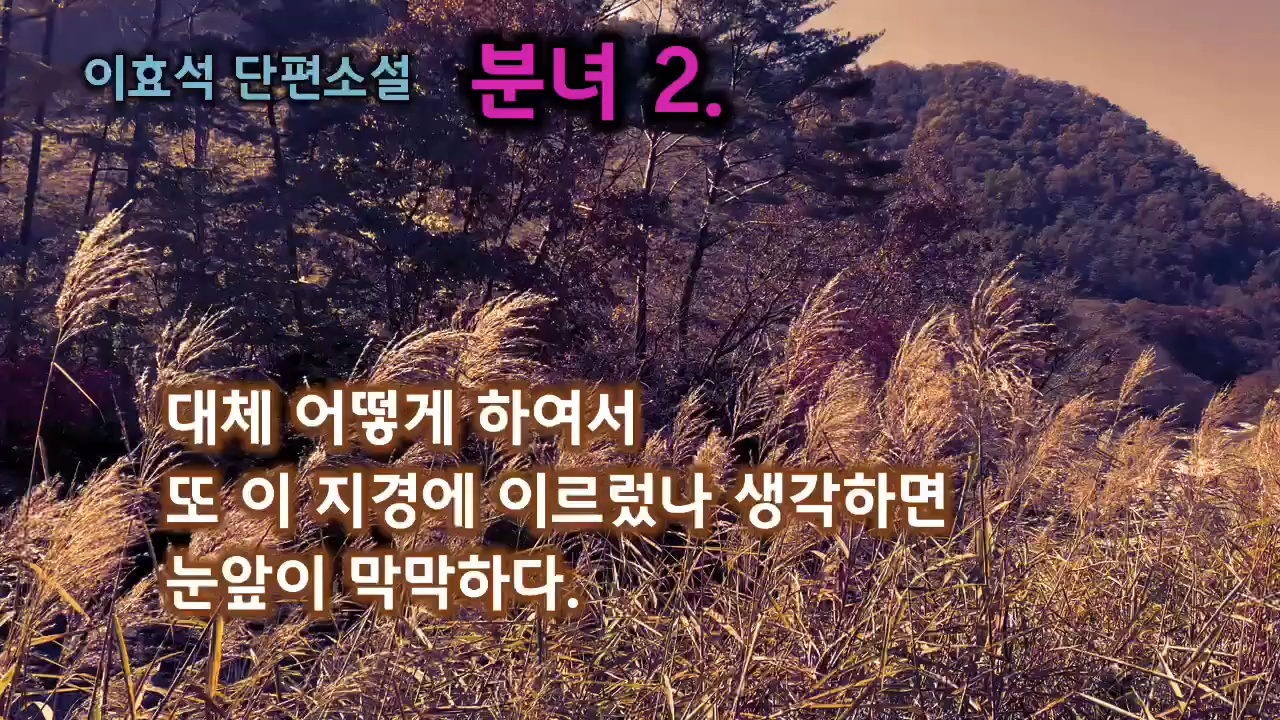 이효석 단편소설 분녀 2.
대체 어떻게 하여서
또 이 지경에 이르렀나 생각하면
눈앞이 막막하다.